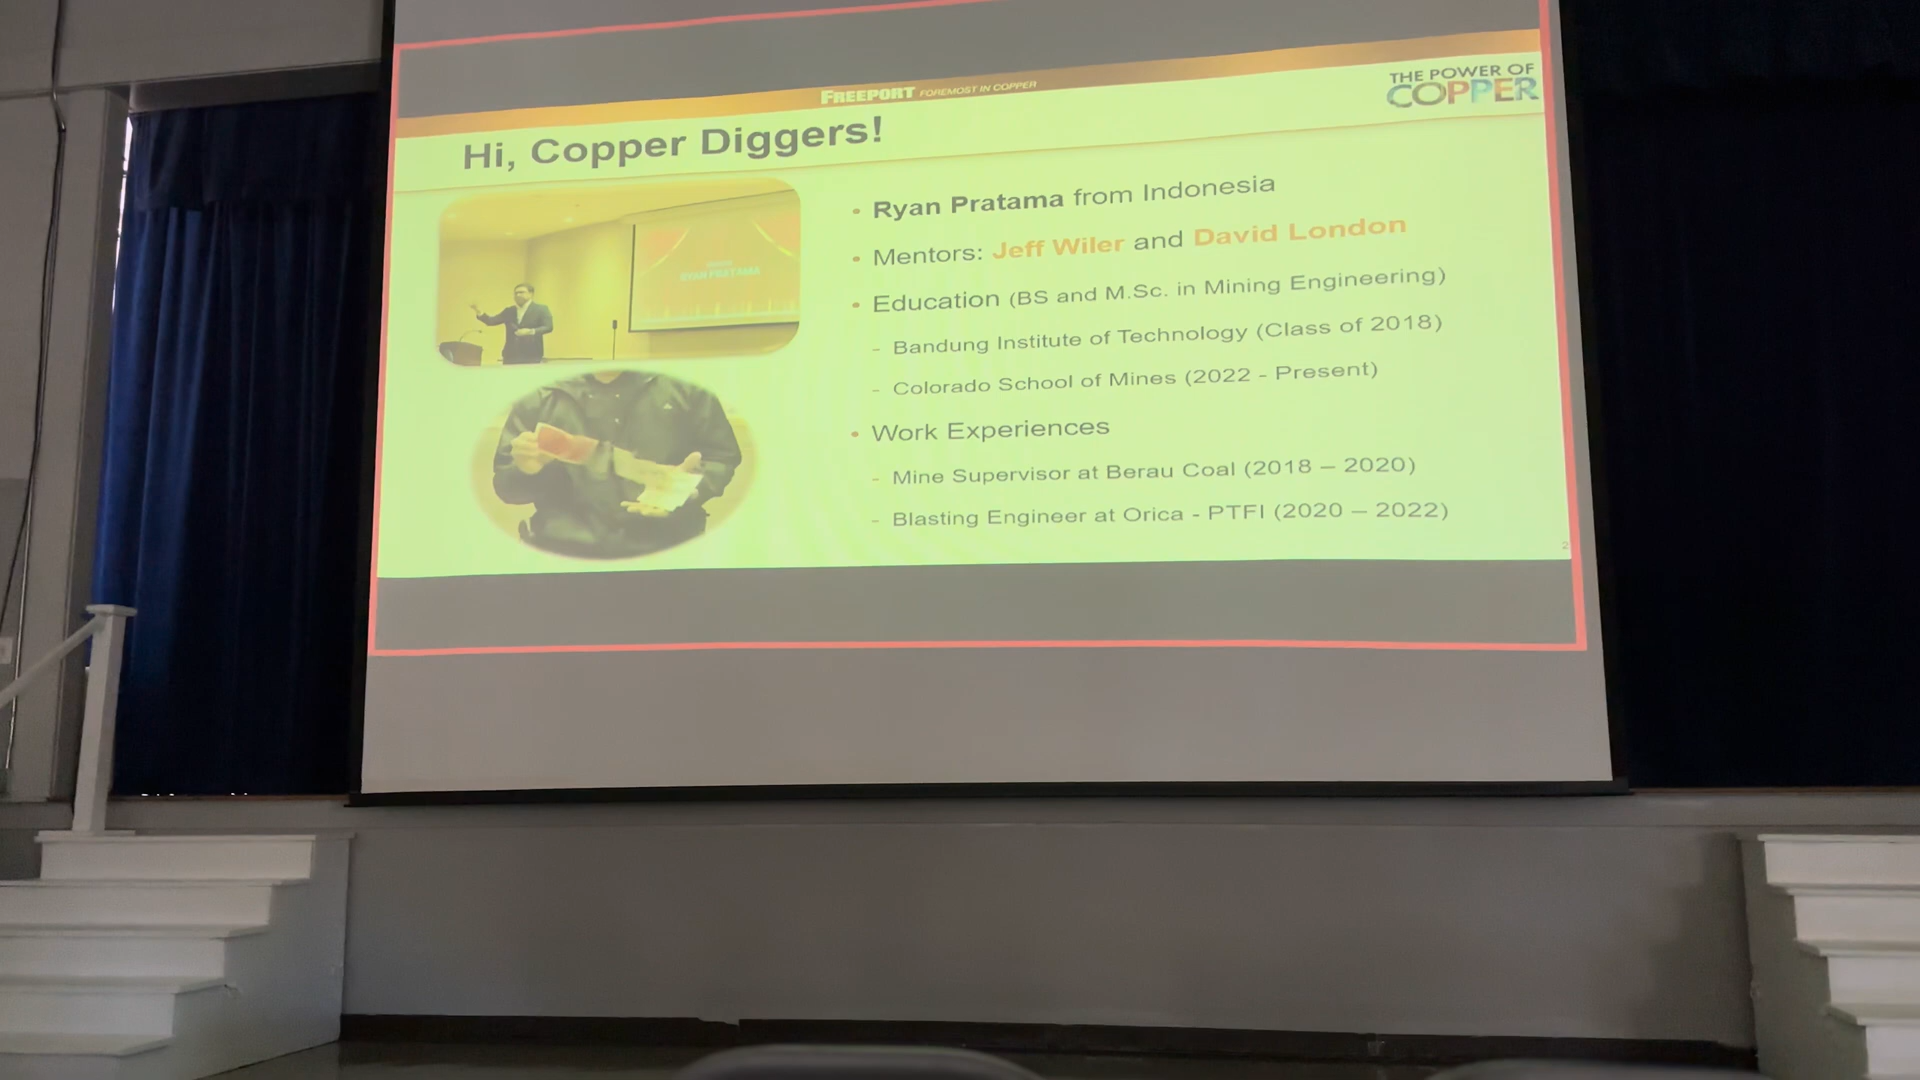 FREEPORT FOREMOST IN COPPER
THE POWER OF
COPPER
Hi, Copper Diggers!
RYAN PRATAMA
• Ryan Pratama from Indonesia
• Mentors: Jeff Wiler and David London
• Education (BS and M.Sc. in Mining Engineering)
- Bandung Institute of Technology (Class of 2018)
- Colorado School of Mines (2022 - Present)
• Work Experiences
- Mine Supervisor at Berau Coal (2018 – 2020)
- Blasting Engineer at Orica - PTFI (2020 – 2022)
2